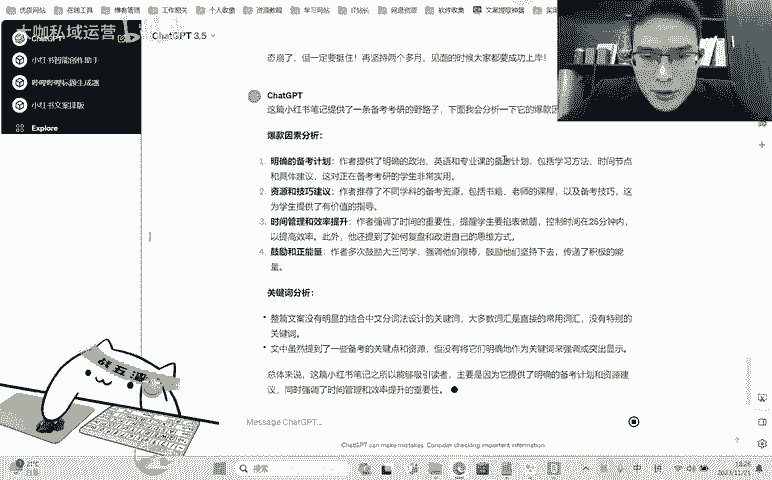 优惠网站 在线工具 博客管理 工作相关 个人收藏 资源教程 学习网站 IT站长 网息资源 软件收集 文案提取神器
大咖私域运营
ChatGPT
ChatGPT 3.5
小红书智能创作助手
哔哩哔哩标题生成器
小红书文案排版
Explore
态崩了，但一定要挺住！再坚持两个多月，见面的时候大家都要成功上岸！
ChatGPT
这篇小红书笔记提供了一条备考考研的野路子，下面我会分析一下它的爆款因
爆款因素分析：
1. 明确的备考计划：作者提供了明确的政治、英语和专业课的备考计划，包括学习方法、时间节点
和具体建议，这对正在备考考研的学生非常实用。
2. 资源和技巧建议：作者推荐了不同学科的备考资源，包括书籍、老师的课程，以及备考技巧，这
为学生提供了有价值的指导。
3. 时间管理和效率提升：作者强调了时间的重要性，提醒学生要掐表做题，控制时间在25分钟内，
以提高效率。此外，他还提到了如何复盘和改进自己的思维方式。
4. 鼓励和正能量：作者多次鼓励大三同学，强调他们很棒，鼓励他们坚持下去，传递了积极的能
量。
关键词分析：
• 整篇文案没有明显的结合中文分词法设计的关键词，大多数词汇是直接的常用词汇，没有特别的
关键词。
• 文中虽然提到了一些备考的关键点和资源，但没有将它们明确地作为关键词来强调或突出显示。
总体来说，这篇小红书笔记之所以能够吸引读者，主要是因为它提供了明确的备考计划和资源建
议，同时强调了时间管理和效率提升的重要性。
Message ChatGPT...
ChatGPT can make mistakes. Consider checking important information.
战五渣
21°C
搜索
中 拼
2023/11/21